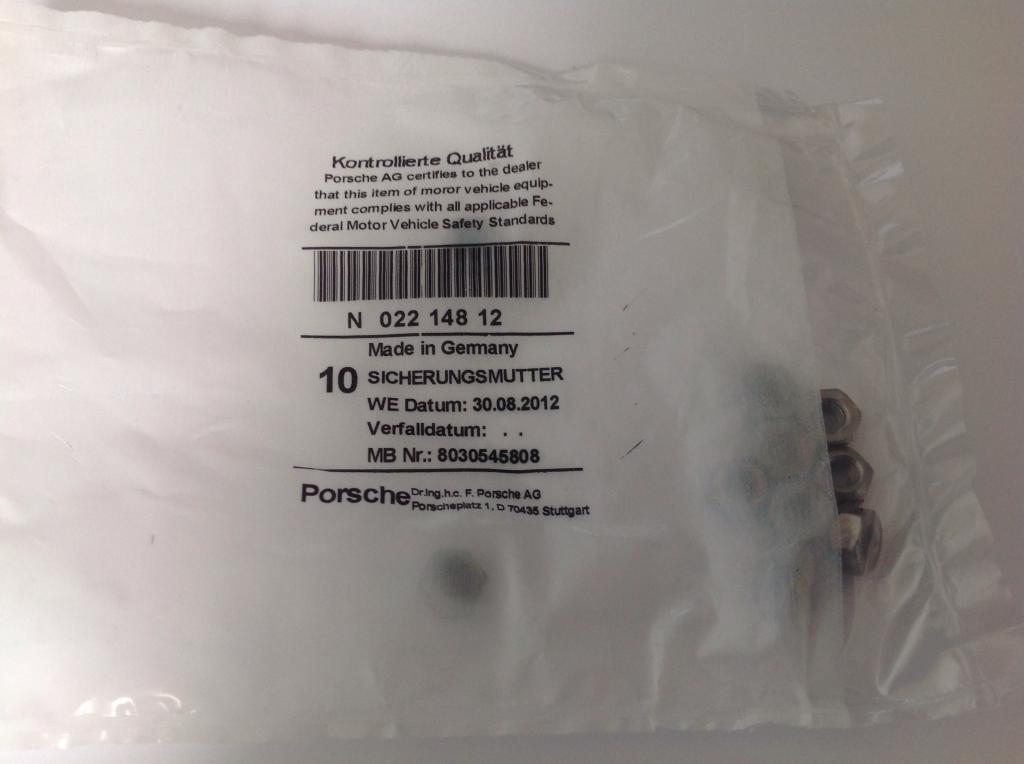 Kontrollierte Qualität
Porsche AG certifies to the dealer
that this item of moror vehicle equip-
ment complies with all applicable Fe-
deral Motor Vehicle Safety Standards
N 022 148 12
Made in Germany
10 SICHERUNGSMUTTER
WE Datum: 30.08.2012
Verfalldatum: . .
MB Nr.: 8030545808
Porsche Dr.Ing.h.c. F. Porsche AG
Porscheplatz 1, D 70435 Stuttgart